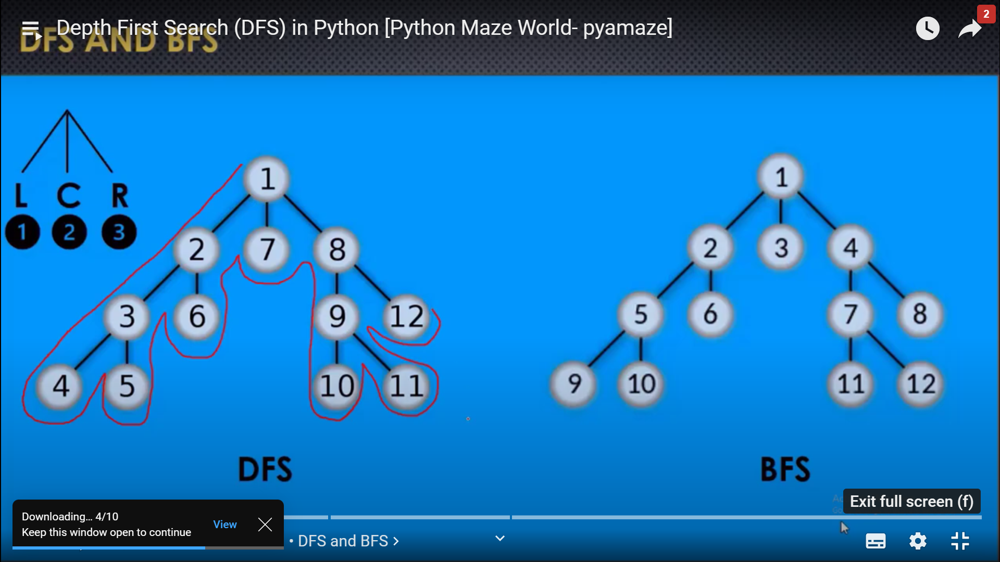 Depth First Search (DFS) in Python [Python Maze World- pyamaze]
2
DFS AND BFS
L C R
1 2 3
1
2 7 8
3 6 9 12
4 5 10 11
DFS
1
2 3 4
5 6 7 8
9 10 11 12
BFS
Exit full screen (f)
Downloading... 4/10
Keep this window open to continue
View
• DFS and BFS >